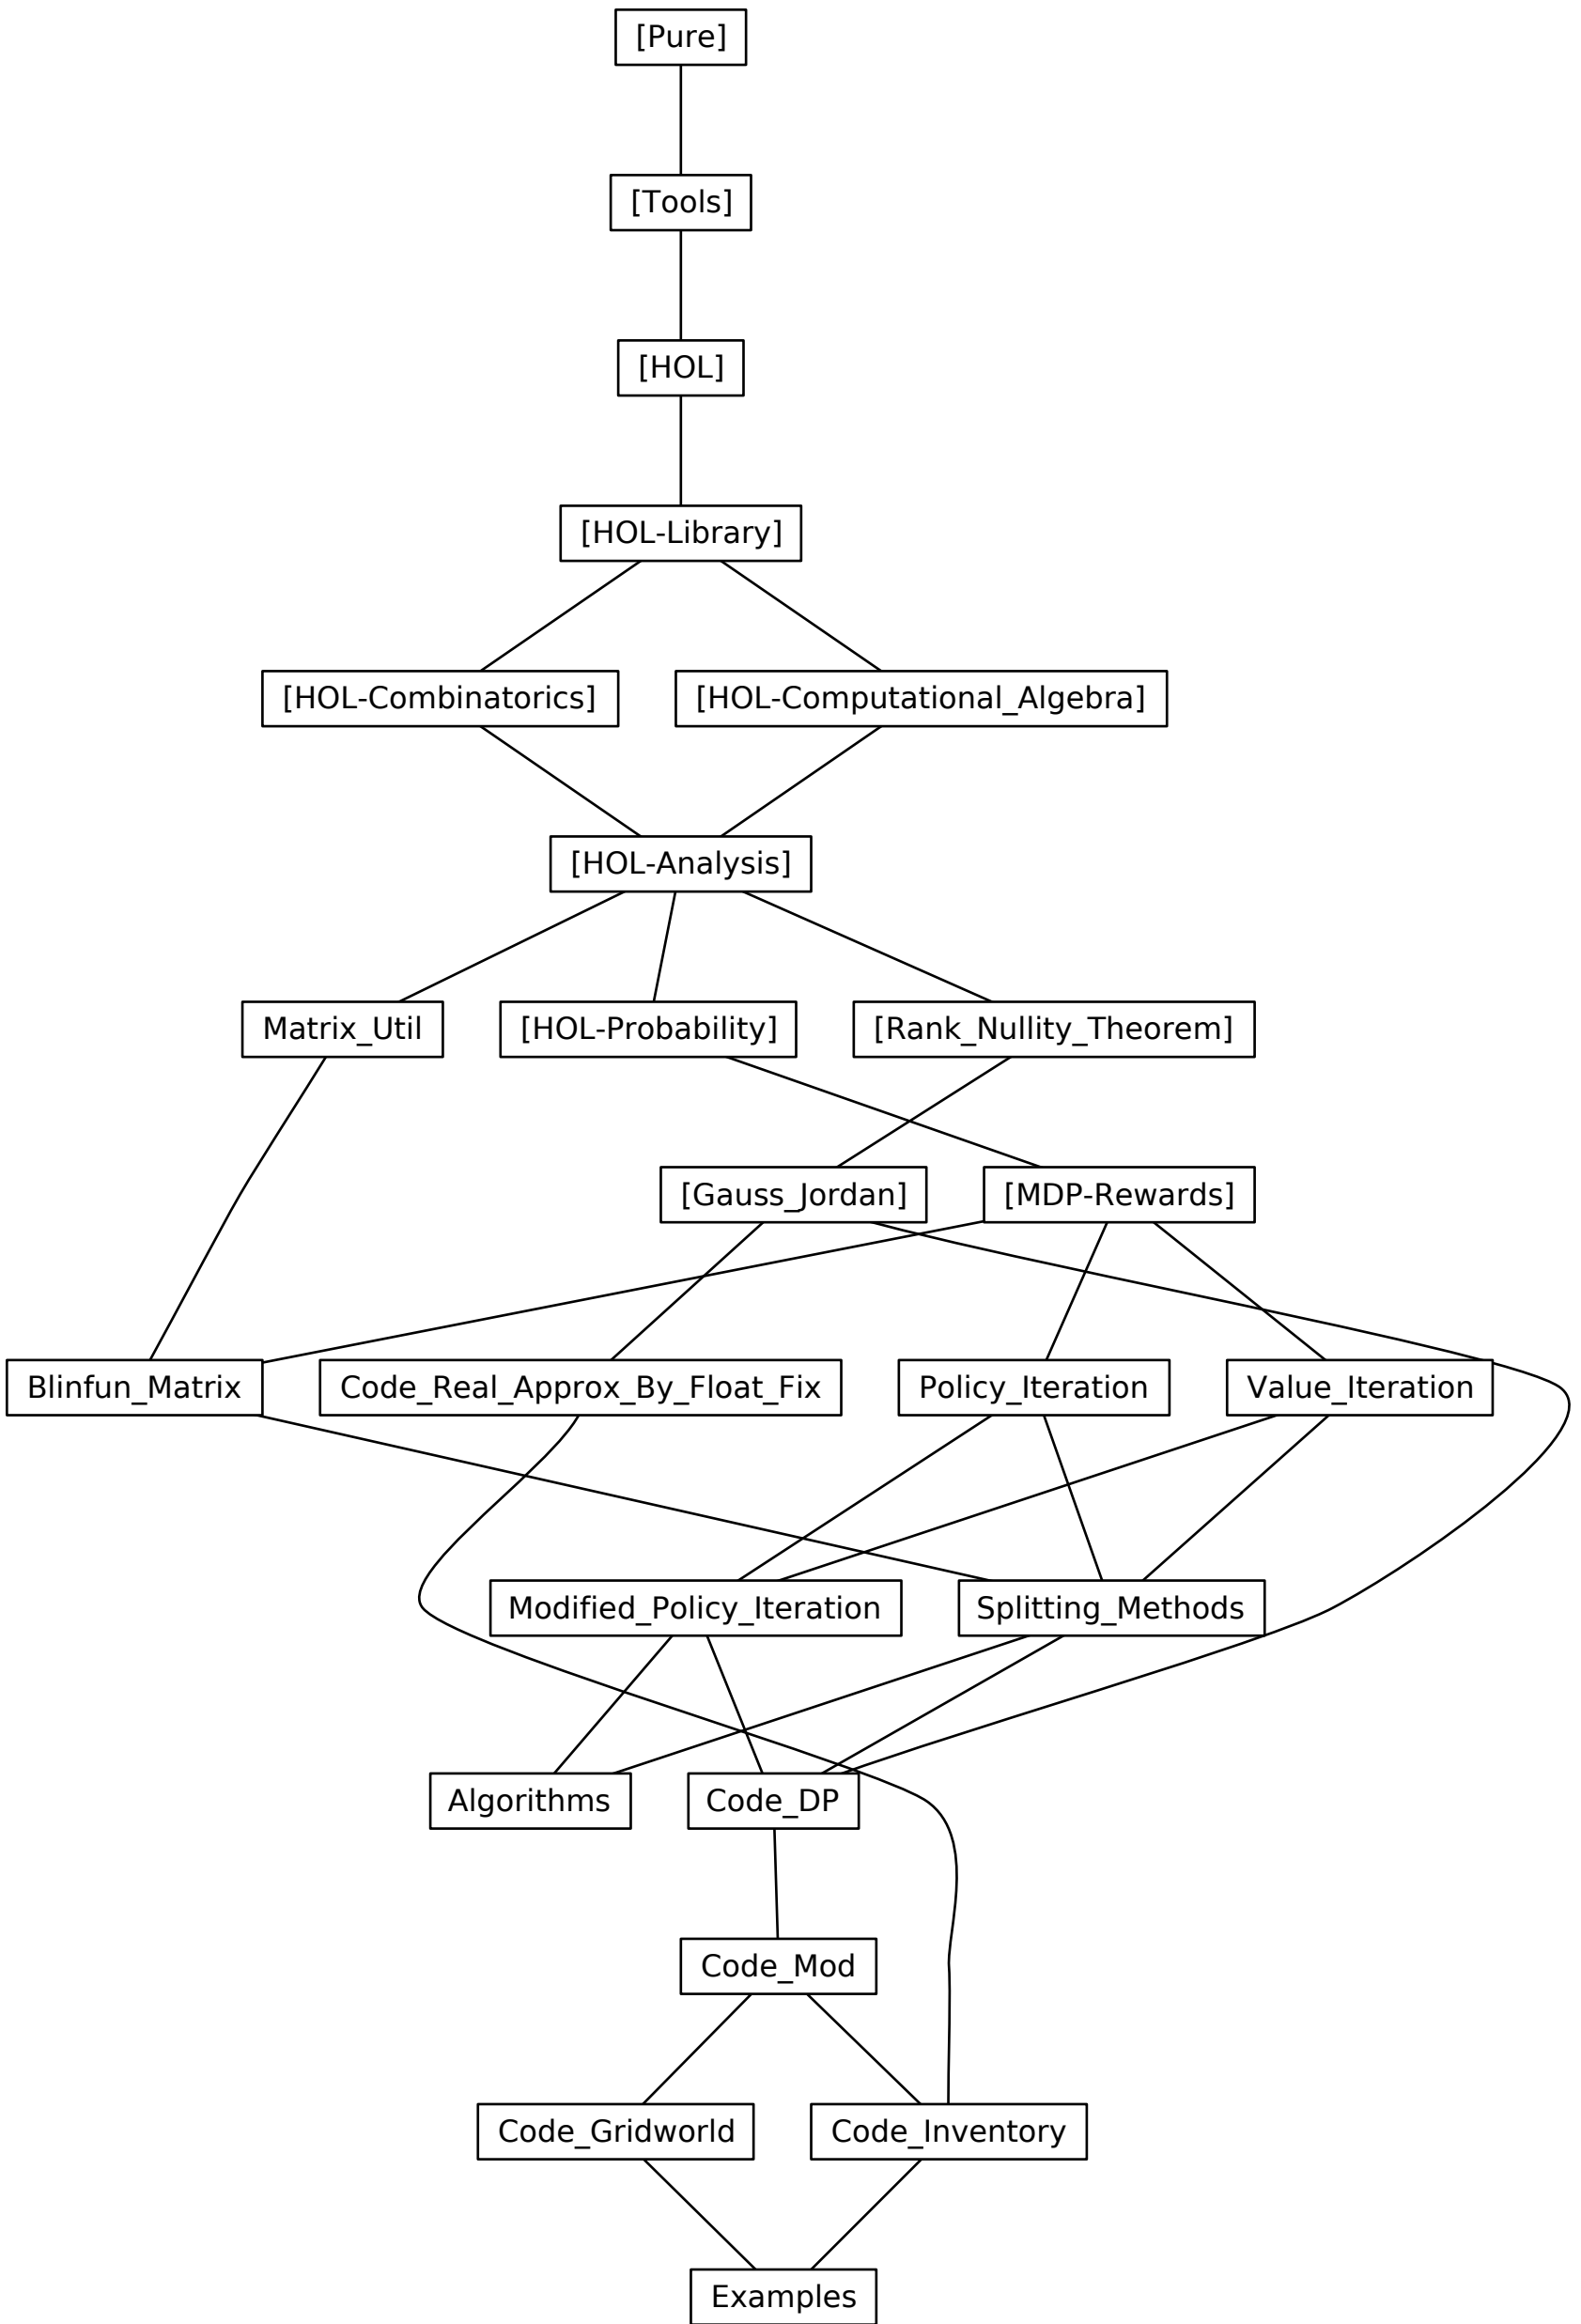 [Pure]
[Tools]
[HOL]
[HOL-Library]
[HOL-Combinatorics]
[HOL-Computational_Algebra]
[HOL-Analysis]
Matrix_Util
[HOL-Probability]
[Rank_Nullity_Theorem]
[Gauss_Jordan]
[MDP-Rewards]
Blinfun_Matrix
Code_Real_Approx_By_Float_Fix
Policy_Iteration
Value_Iteration
Modified_Policy_Iteration
Splitting_Methods
Algorithms
Code_DP
Code_Mod
Code_Gridworld
Code_Inventory
Examples